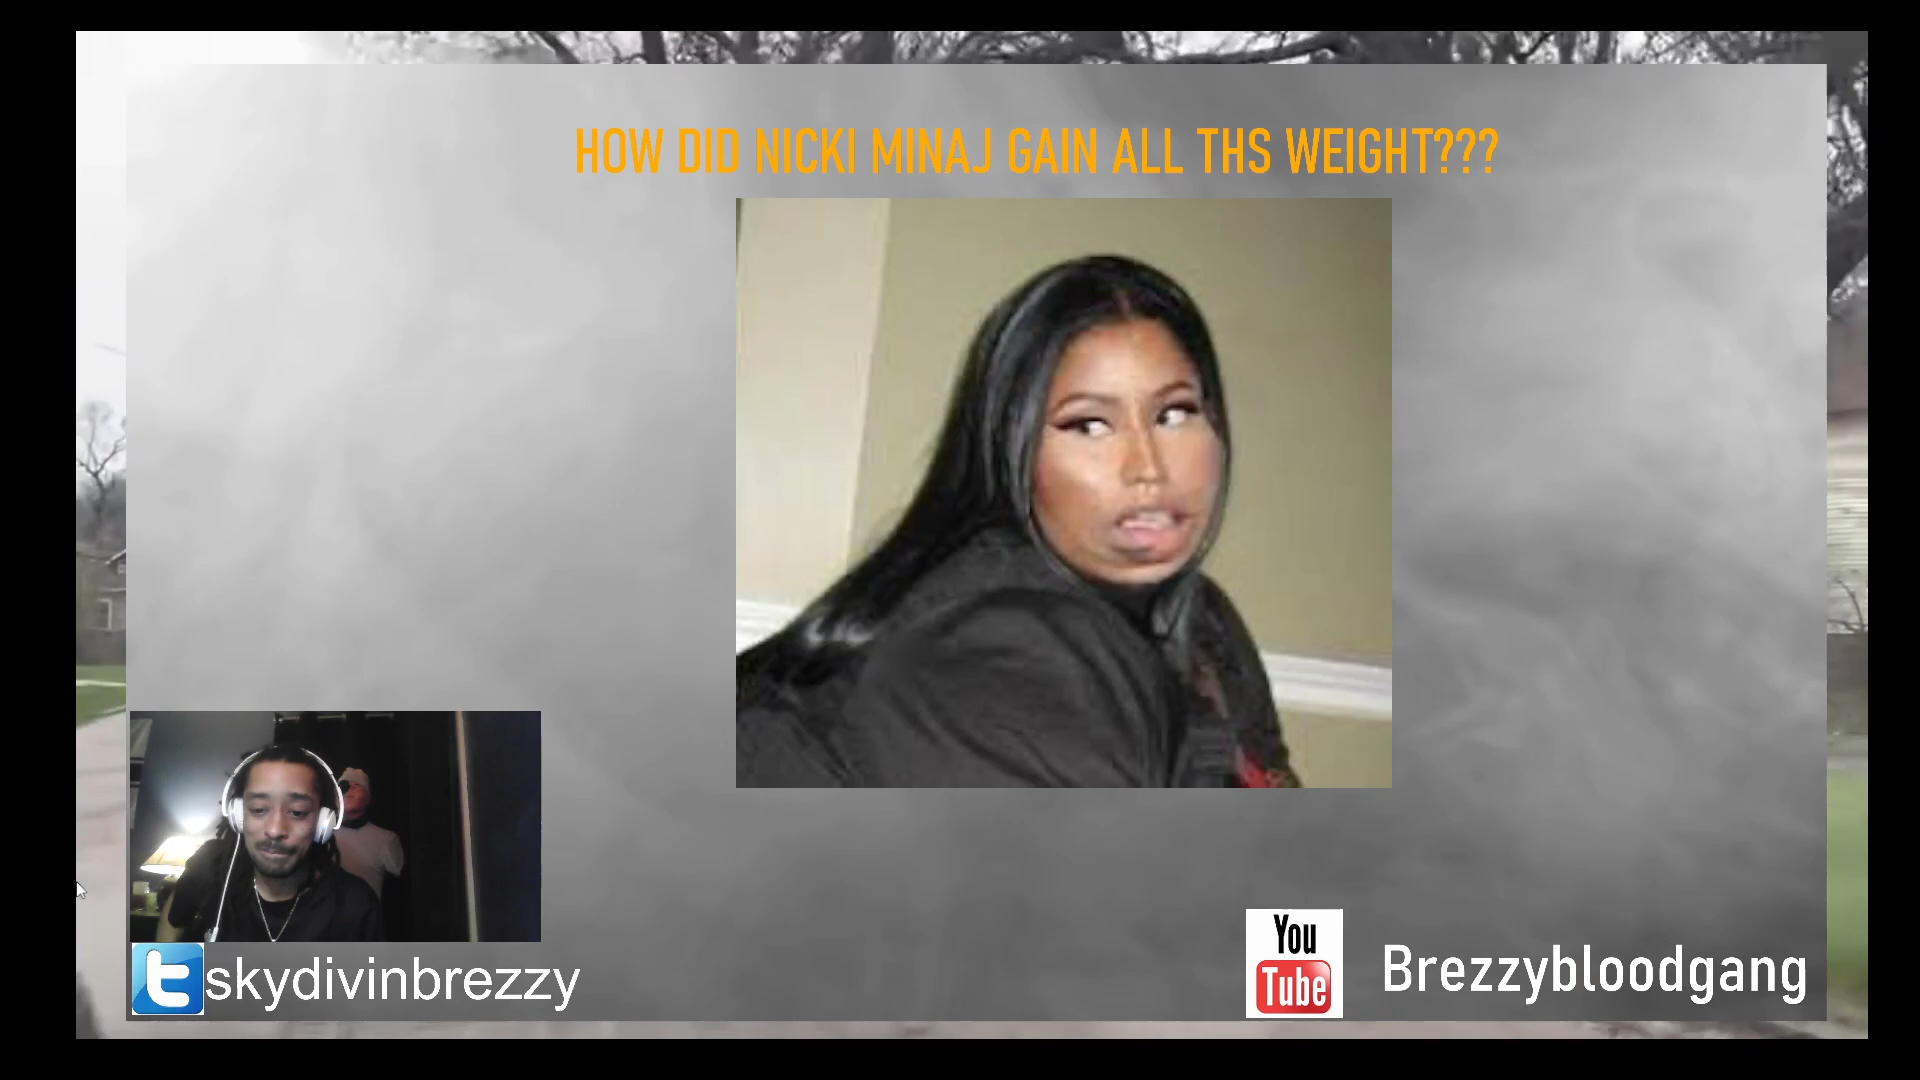 HOW DID NICKI MINAJ GAIN ALL THS WEIGHT???
skydivinbrezzy
You
Tube
Brezzybloodgang